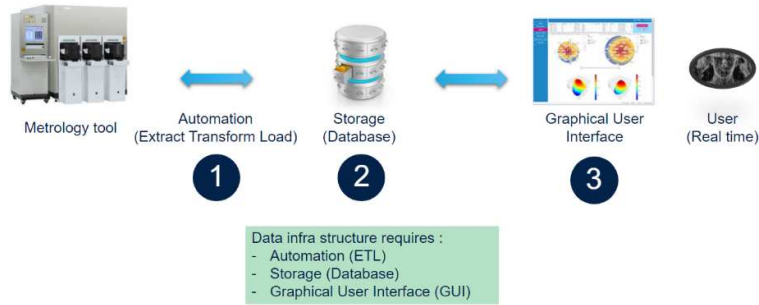 Metrology tool
Automation
(Extract Transform Load)
Storage
(Database)
Graphical User
Interface
User
(Real time)
1
2
3
Data infra structure requires :
- Automation (ETL)
- Storage (Database)
- Graphical User Interface (GUI)